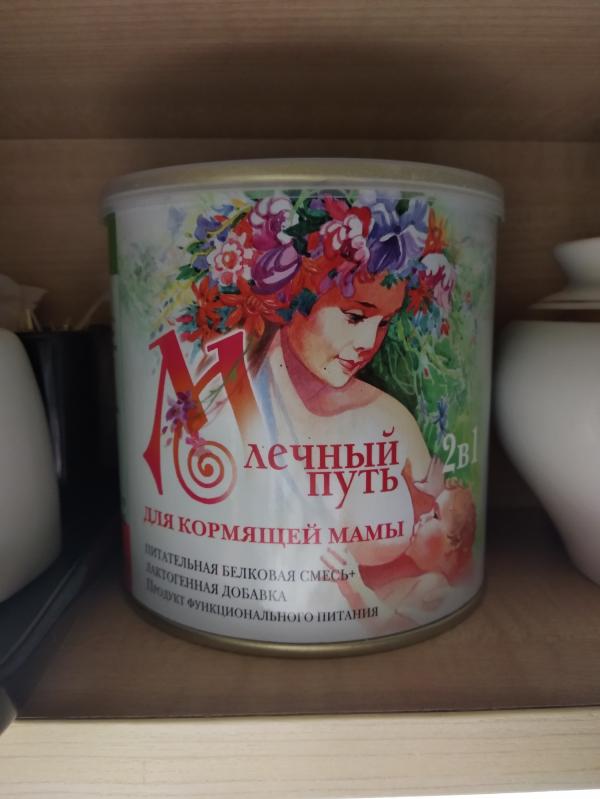 Млечный
путь
2в1
ДЛЯ КОРМЯЩЕЙ МАМЫ
ПИТАТЕЛЬНАЯ БЕЛКОВАЯ СМЕСЬ+
ЛАКТОГЕННАЯ ДОБАВКА
ПРОДУКТ ФУНКЦИОНАЛЬНОГО ПИТАНИЯ